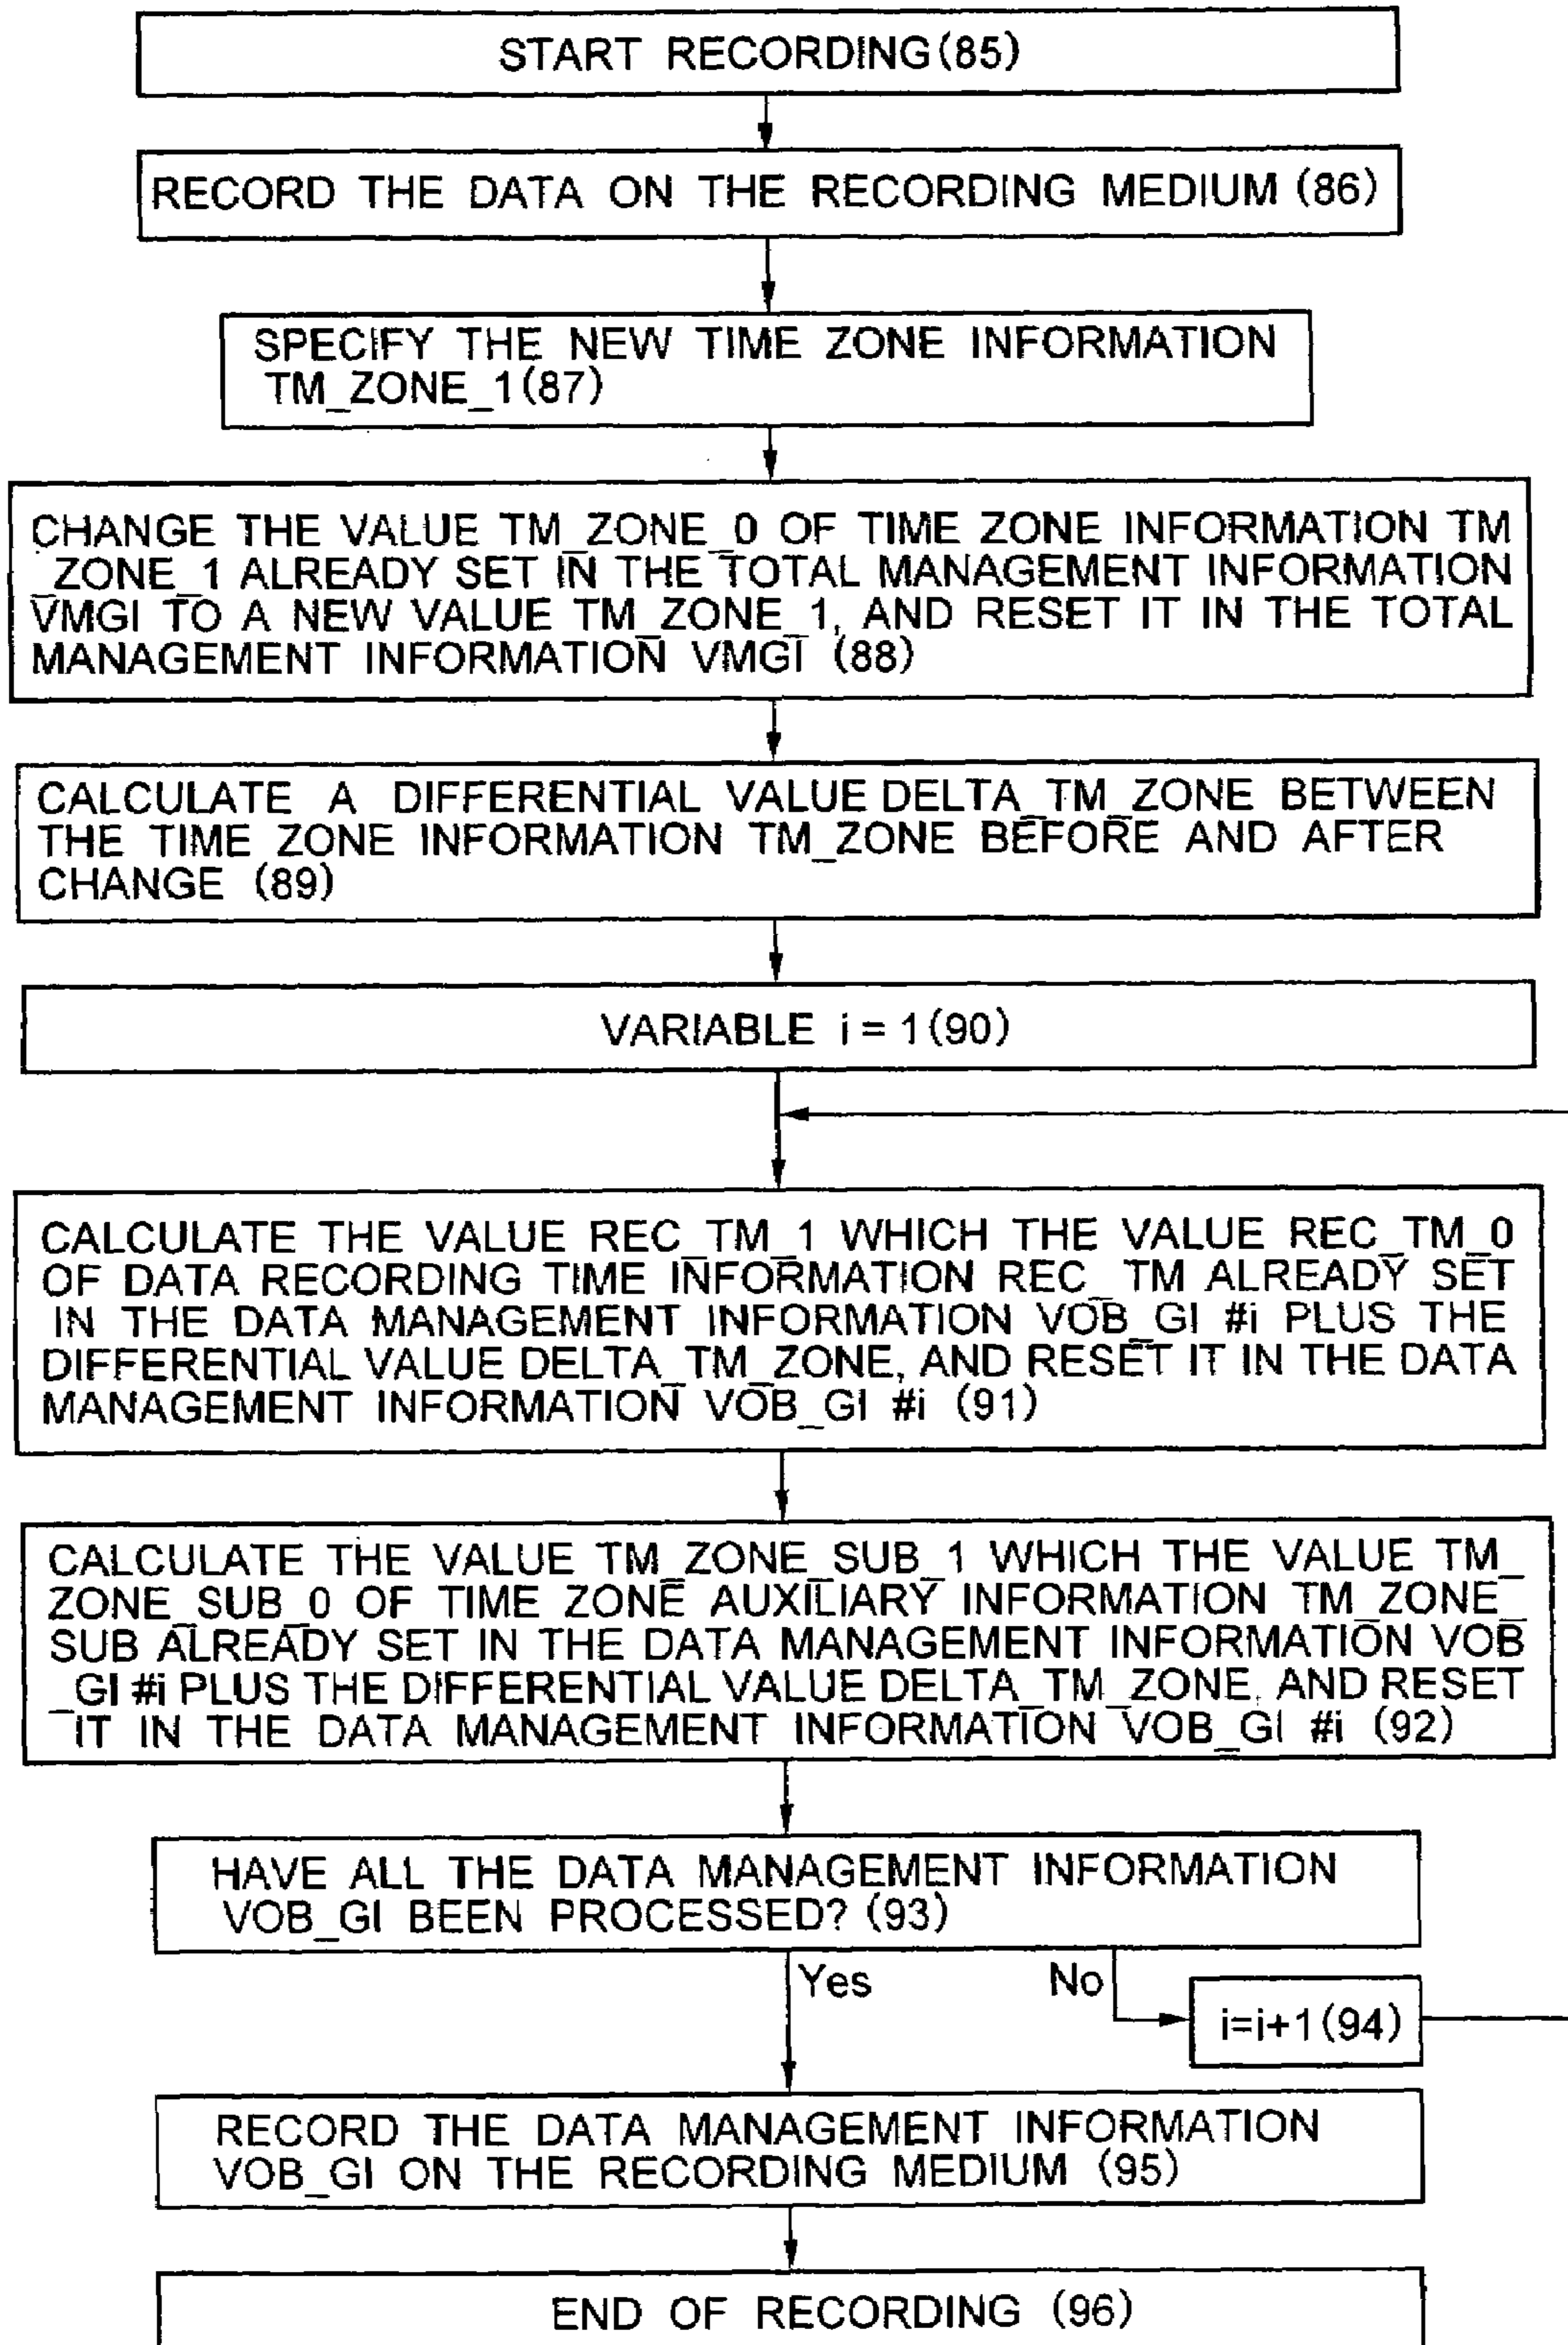 START RECORDING(85)
RECORD THE DATA ON THE RECORDING MEDIUM (86)
SPECIFY THE NEW TIME ZONE INFORMATION
TM_ZONE_1(87)
CHANGE THE VALUE TM_ZONE_0 OF TIME ZONE INFORMATION TM
_ZONE_1 ALREADY SET IN THE TOTAL MANAGEMENT INFORMATION
VMGI TO A NEW VALUE TM_ZONE_1, AND RESET IT IN THE TOTAL
MANAGEMENT INFORMATION VMGI (88)
CALCULATE A DIFFERENTIAL VALUE DELTA_TM_ZONE BETWEEN
THE TIME ZONE INFORMATION TM_ZONE BEFORE AND AFTER
CHANGE (89)
VARIABLE i = 1(90)
CALCULATE THE VALUE REC_TM_1 WHICH THE VALUE REC_TM_0
OF DATA RECORDING TIME INFORMATION REC_TM ALREADY SET
IN THE DATA MANAGEMENT INFORMATION VOB_GI #i PLUS THE
DIFFERENTIAL VALUE DELTA_TM_ZONE, AND RESET IT IN THE DATA
MANAGEMENT INFORMATION VOB_GI #i (91)
CALCULATE THE VALUE TM_ZONE_SUB_1 WHICH THE VALUE TM_
ZONE_SUB_0 OF TIME ZONE AUXILIARY INFORMATION TM_ZONE_
SUB ALREADY SET IN THE DATA MANAGEMENT INFORMATION VOB
_GI #i PLUS THE DIFFERENTIAL VALUE DELTA_TM_ZONE, AND RESET
IT IN THE DATA MANAGEMENT INFORMATION VOB_GI #i (92)
HAVE ALL THE DATA MANAGEMENT INFORMATION
VOB_GI BEEN PROCESSED? (93)
Yes No
i=i+1(94)
RECORD THE DATA MANAGEMENT INFORMATION
VOB_GI ON THE RECORDING MEDIUM (95)
END OF RECORDING (96)